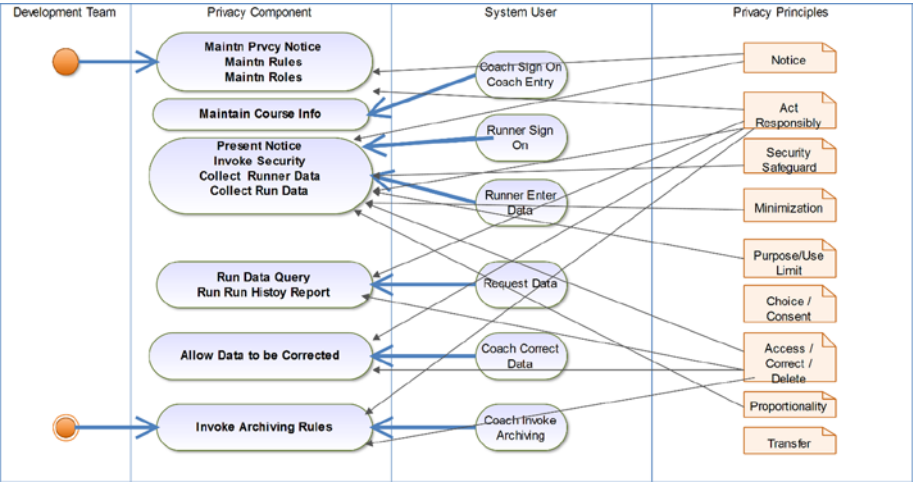 Development Team
Privacy Component
System User
Privacy Principles
Maintn Prvcy Notice
Maintn Rules
Maintn Roles
Maintain Course Info
Present Notice
Invoke Security
Collect Runner Data
Collect Run Data
Run Data Query
Run Run Histoy Report
Allow Data to be Corrected
Invoke Archiving Rules
Coach Sign On
Coach Entry
Runner Sign
On
Runner Enter
Data
Request Data
Coach Correct
Data
Coach Invoke
Archiving
Notice
Act
Responsibly
Security
Safeguard
Minimization
Purpose/Use
Limit
Choice /
Consent
Access /
Correct /
Delete
Proportionality
Transfer